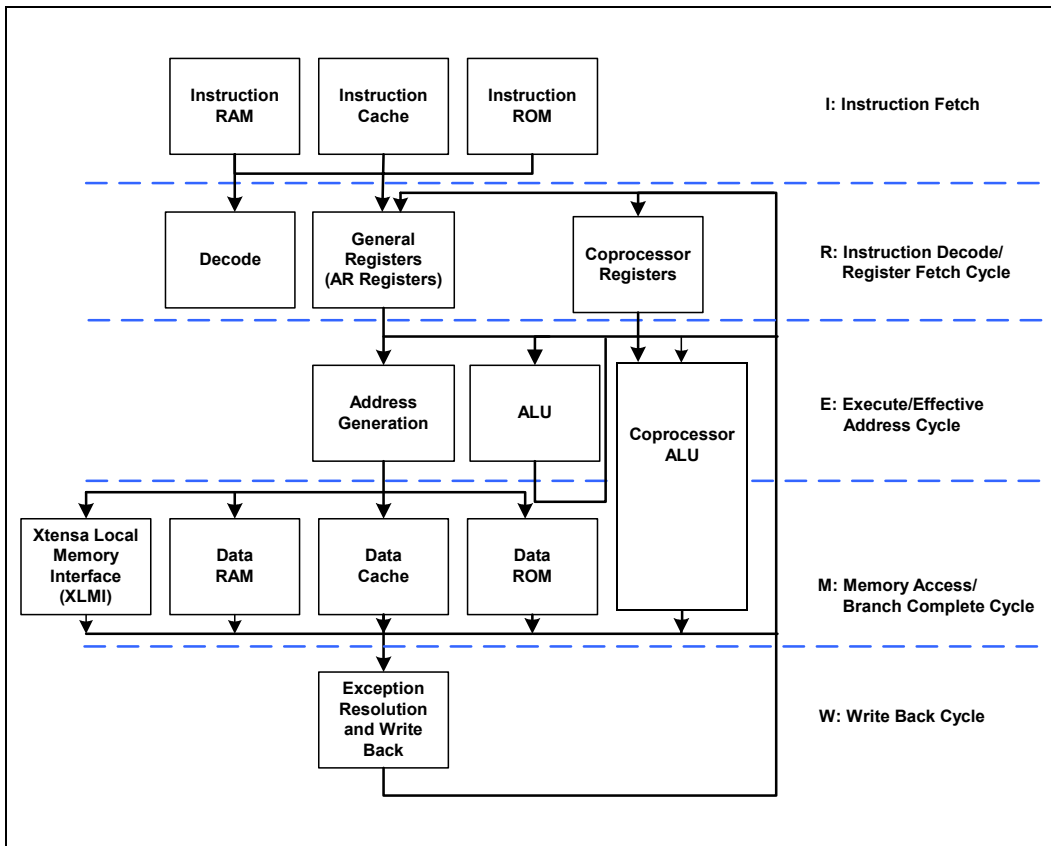 Instruction
RAM
Instruction
Cache
Instruction
ROM
I: Instruction Fetch
Decode
General
Registers
(AR Registers)
Coprocessor
Registers
R: Instruction Decode/
Register Fetch Cycle
Address
Generation
ALU
Coprocessor
ALU
E: Execute/Effective
Address Cycle
Xtensa Local
Memory
Interface
(XLMI)
Data
RAM
Data
Cache
Data
ROM
M: Memory Access/
Branch Complete Cycle
Exception
Resolution
and Write
Back
W: Write Back Cycle